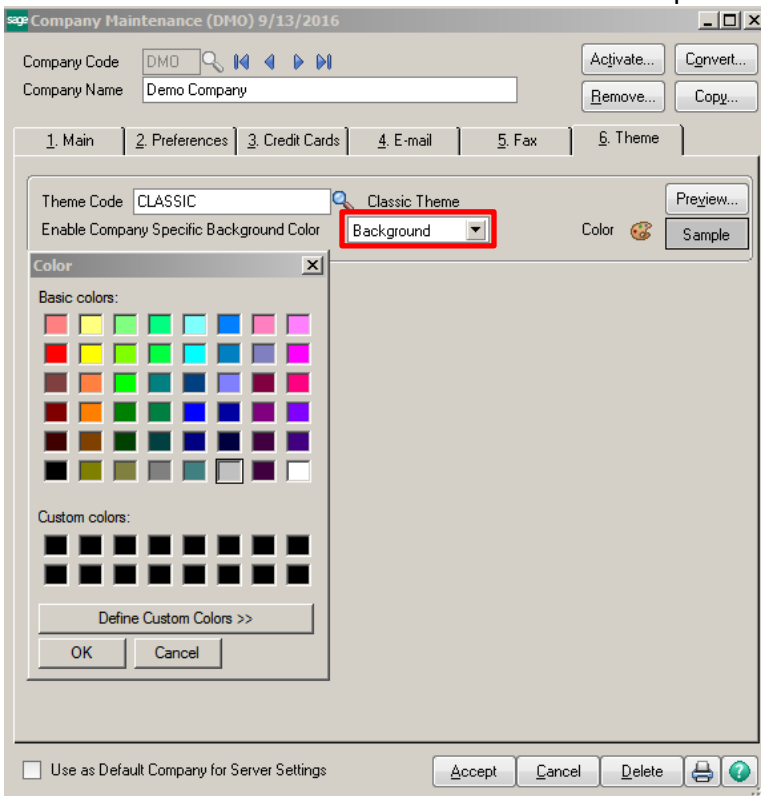 sage Company Maintenance (DMO) 9/13/2016
Company Code DMO Activate... Convert...
Company Name Demo Company Remove... Copy...
1. Main 2. Preferences 3. Credit Cards 4. E-mail 5. Fax 6. Theme
Theme Code CLASSIC Classic Theme Preview...
Enable Company Specific Background Color Background Color Sample
Color
Basic colors:
Custom colors:
Define Custom Colors >>
OK Cancel
Use as Default Company for Server Settings Accept Cancel Delete